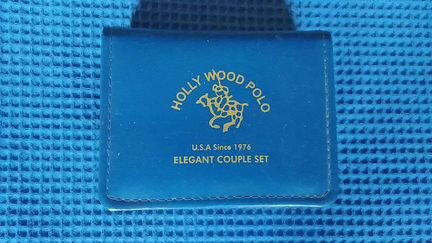 HOLLY WOOD POLO
U.S.A Since 1976
ELEGANT COUPLE SET